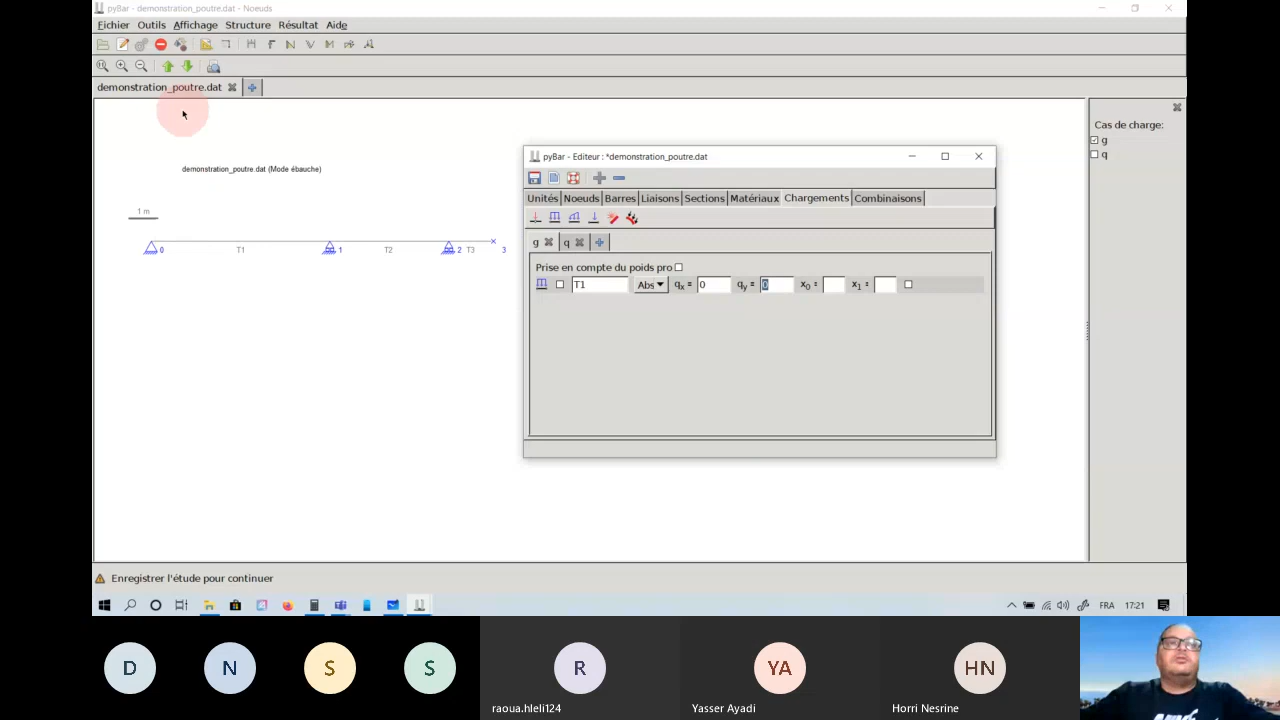 pyBar - demonstration_poutre.dat - Noeuds
Fichier Outils Affichage Structure Résultat Aide
demonstration_poutre.dat
Cas de charge:
g
q
demonstration_poutre.dat (Mode ébauche)
1 m
0 T1 1 T2 2 T3 3
pyBar - Editeur : *demonstration_poutre.dat
Unités Noeuds Barres Liaisons Sections Matériaux Chargements Combinaisons
g q
Prise en compte du poids pro
T1 Abs qx = 0 qy = 0 x0 = x1 =
Enregistrer l'étude pour continuer
FRA 17:21
D N S S R YA HN
raoua.hleli124 Yasser Ayadi Horri Nesrine